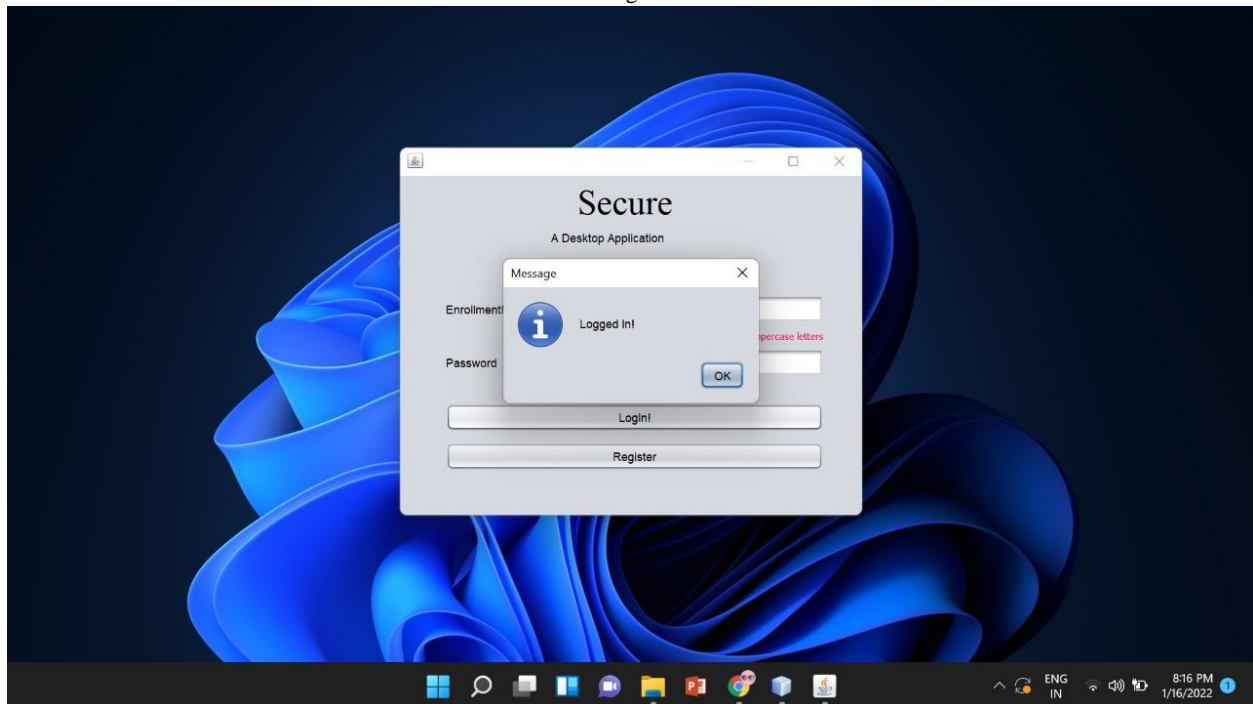 Secure
A Desktop Application
Message
Enrollment
Logged In!
uppercase letters
Password
OK
Login!
Register
ENG
IN
8:16 PM
1/16/2022
1